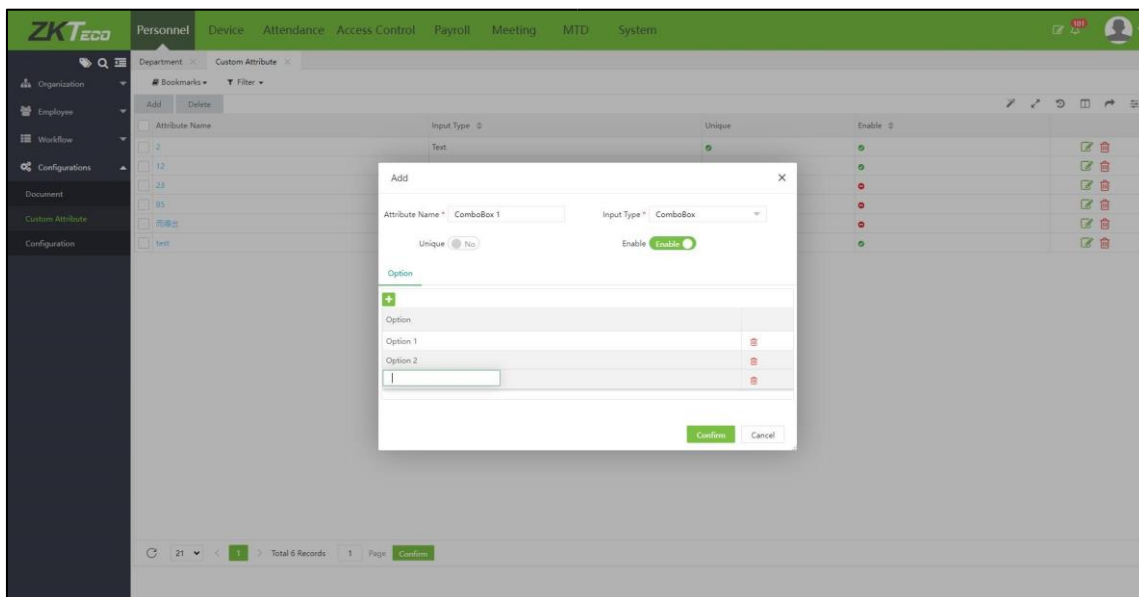 ZKTeco Personnel Device Attendance Access Control Payroll Meeting MTD System 101
Department Custom Attribute
Bookmarks Filter
Add Delete
Attribute Name Input Type Unique Enable
2 Text
12
23
85
test
Organization
Employee
Workflow
Configurations
Document
Custom Attribute
Configuration
Add
Attribute Name * ComboBox 1 Input Type * ComboBox
Unique No Enable Enable
Option
Option
Option 1
Option 2
Confirm Cancel
21 1 Total 6 Records 1 Page Confirm